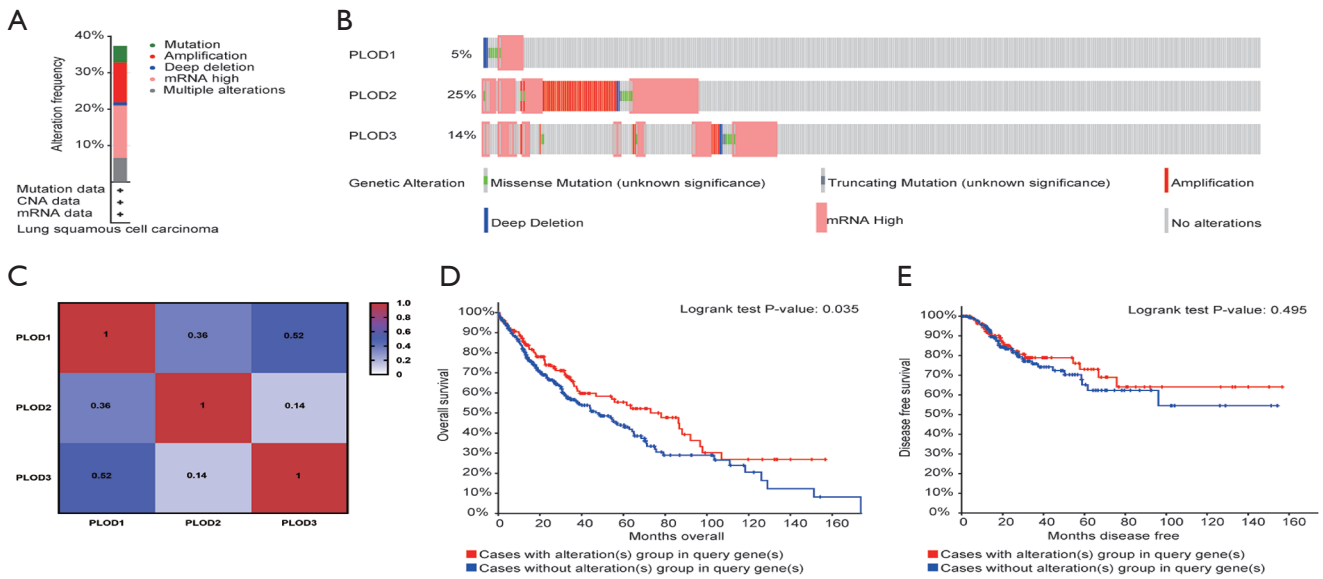 A
40%
30%
20%
10%
Alteration frequency
Mutation
Amplification
Deep deletion
mRNA high
Multiple alterations
Mutation data +
CNA data +
mRNA data +
Lung squamous cell carcinoma
B
PLOD1 5%
PLOD2 25%
PLOD3 14%
Genetic Alteration Missense Mutation (unknown significance) Truncating Mutation (unknown significance) Amplification
Deep Deletion mRNA High No alterations
C
PLOD1 1 0.36 0.52
PLOD2 0.36 1 0.14
PLOD3 0.52 0.14 1
PLOD1 PLOD2 PLOD3
1.0
0.8
0.6
0.4
0.2
0
D
Logrank test P-value: 0.035
100%
90%
80%
70%
60%
50%
40%
30%
20%
10%
0%
Overall survival
0 20 40 60 80 100 120 140 160
Months overall
Cases with alteration(s) group in query gene(s)
Cases without alteration(s) group in query gene(s)
E
Logrank test P-value: 0.495
100%
90%
80%
70%
60%
50%
40%
30%
20%
10%
0%
Disease free survival
0 20 40 60 80 100 120 140 160
Months disease free
Cases with alteration(s) group in query gene(s)
Cases without alteration(s) group in query gene(s)